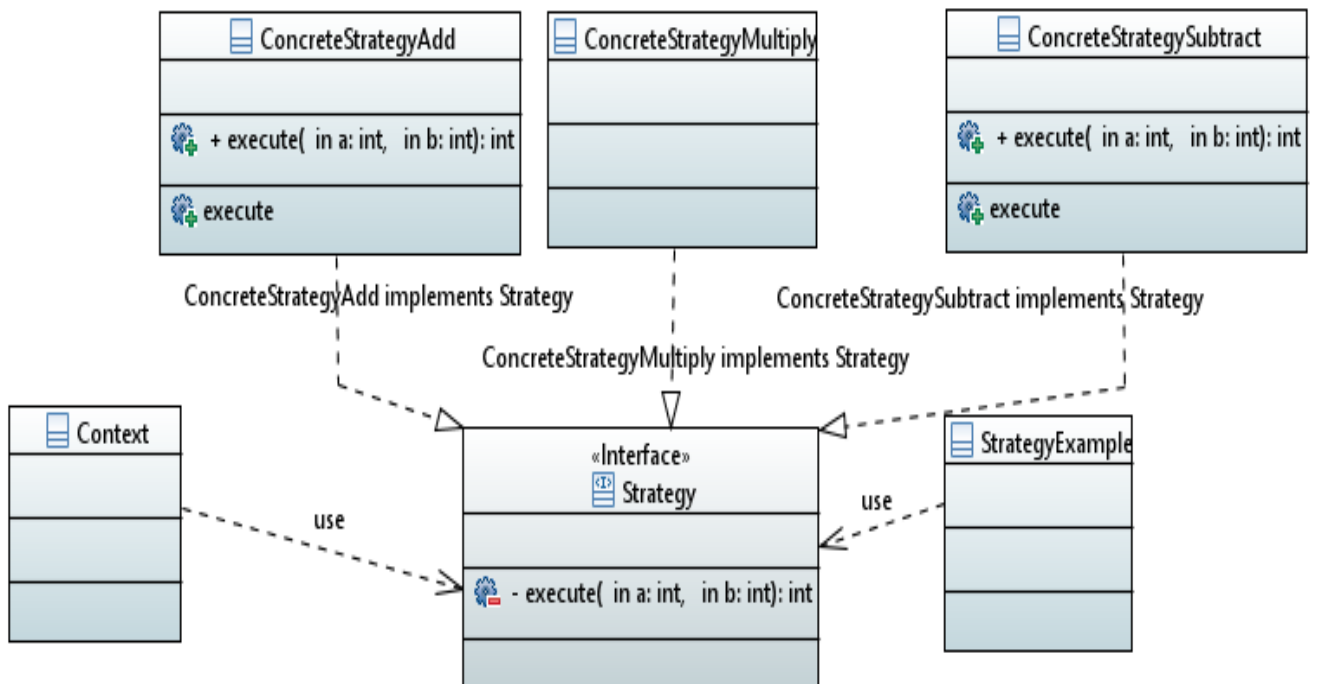 ConcreteStrategyAdd
+ execute( in a: int, in b: int): int
execute
ConcreteStrategyMultiply
ConcreteStrategySubtract
+ execute( in a: int, in b: int): int
execute
ConcreteStrategyAdd implements Strategy
ConcreteStrategyMultiply implements Strategy
ConcreteStrategySubtract implements Strategy
Context
use
«Interface»
Strategy
- execute( in a: int, in b: int): int
use
StrategyExample